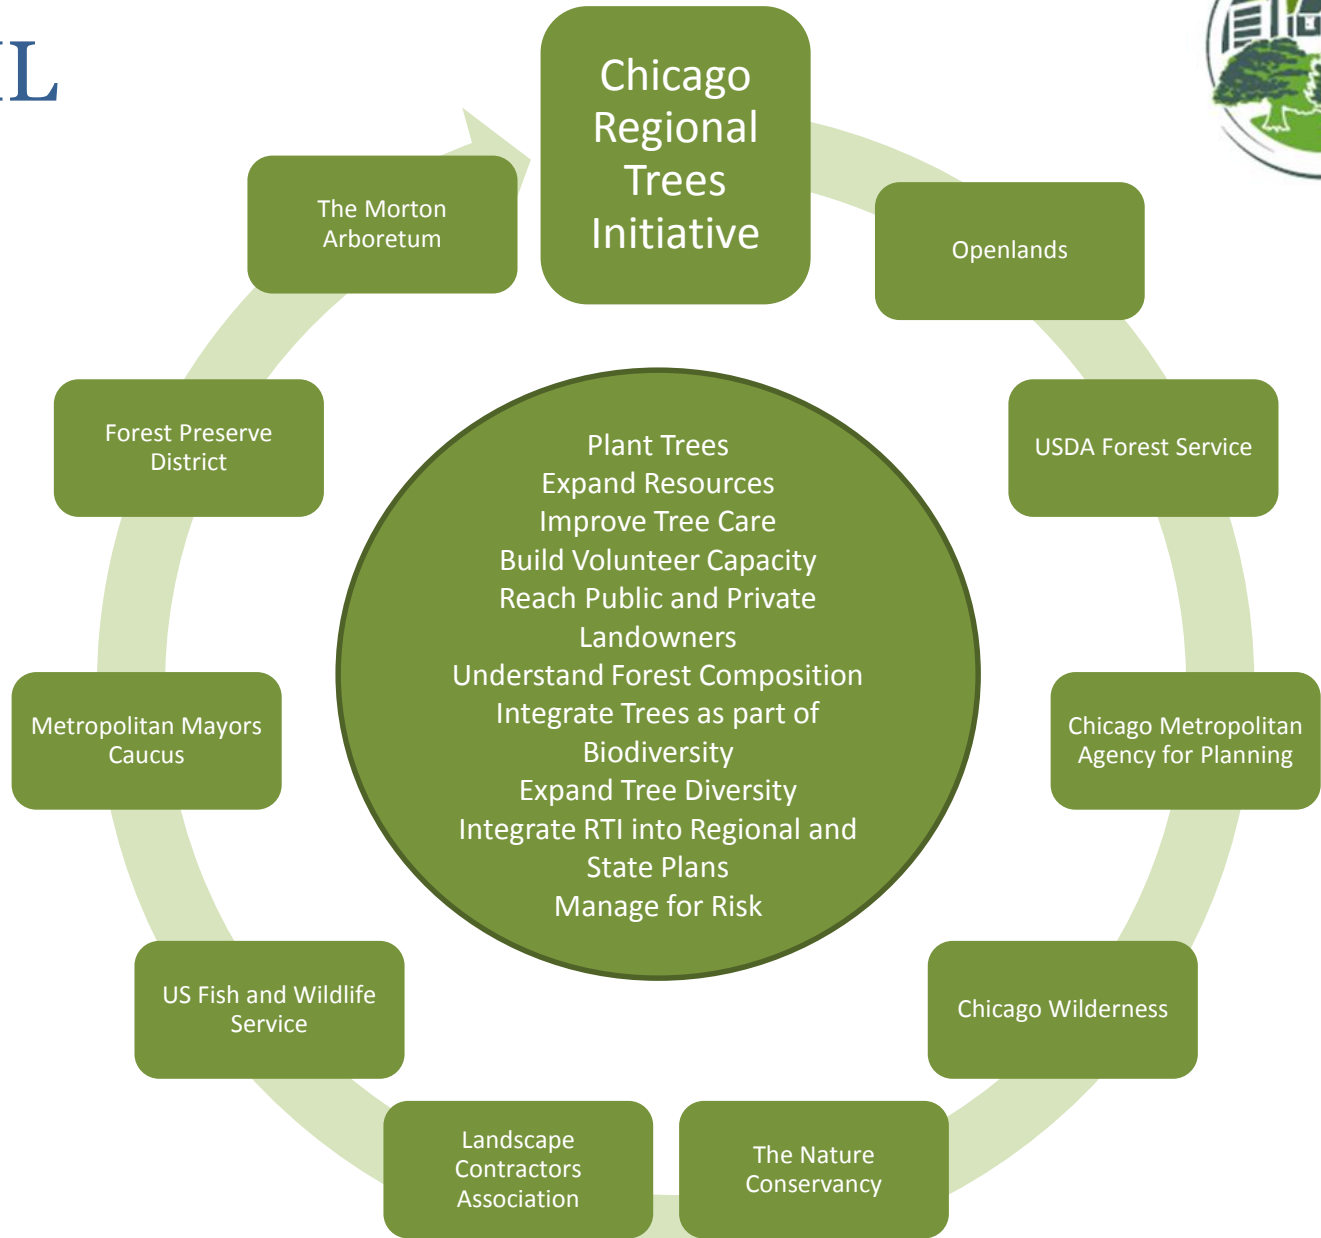 IL
Chicago
Regional
Trees
Initiative
Openlands
USDA Forest Service
Chicago Metropolitan
Agency for Planning
Chicago Wilderness
The Nature
Conservancy
Landscape
Contractors
Association
US Fish and Wildlife
Service
Metropolitan Mayors
Caucus
Forest Preserve
District
The Morton
Arboretum
Plant Trees
Expand Resources
Improve Tree Care
Build Volunteer Capacity
Reach Public and Private
Landowners
Understand Forest Composition
Integrate Trees as part of
Biodiversity
Expand Tree Diversity
Integrate RTI into Regional and
State Plans
Manage for Risk